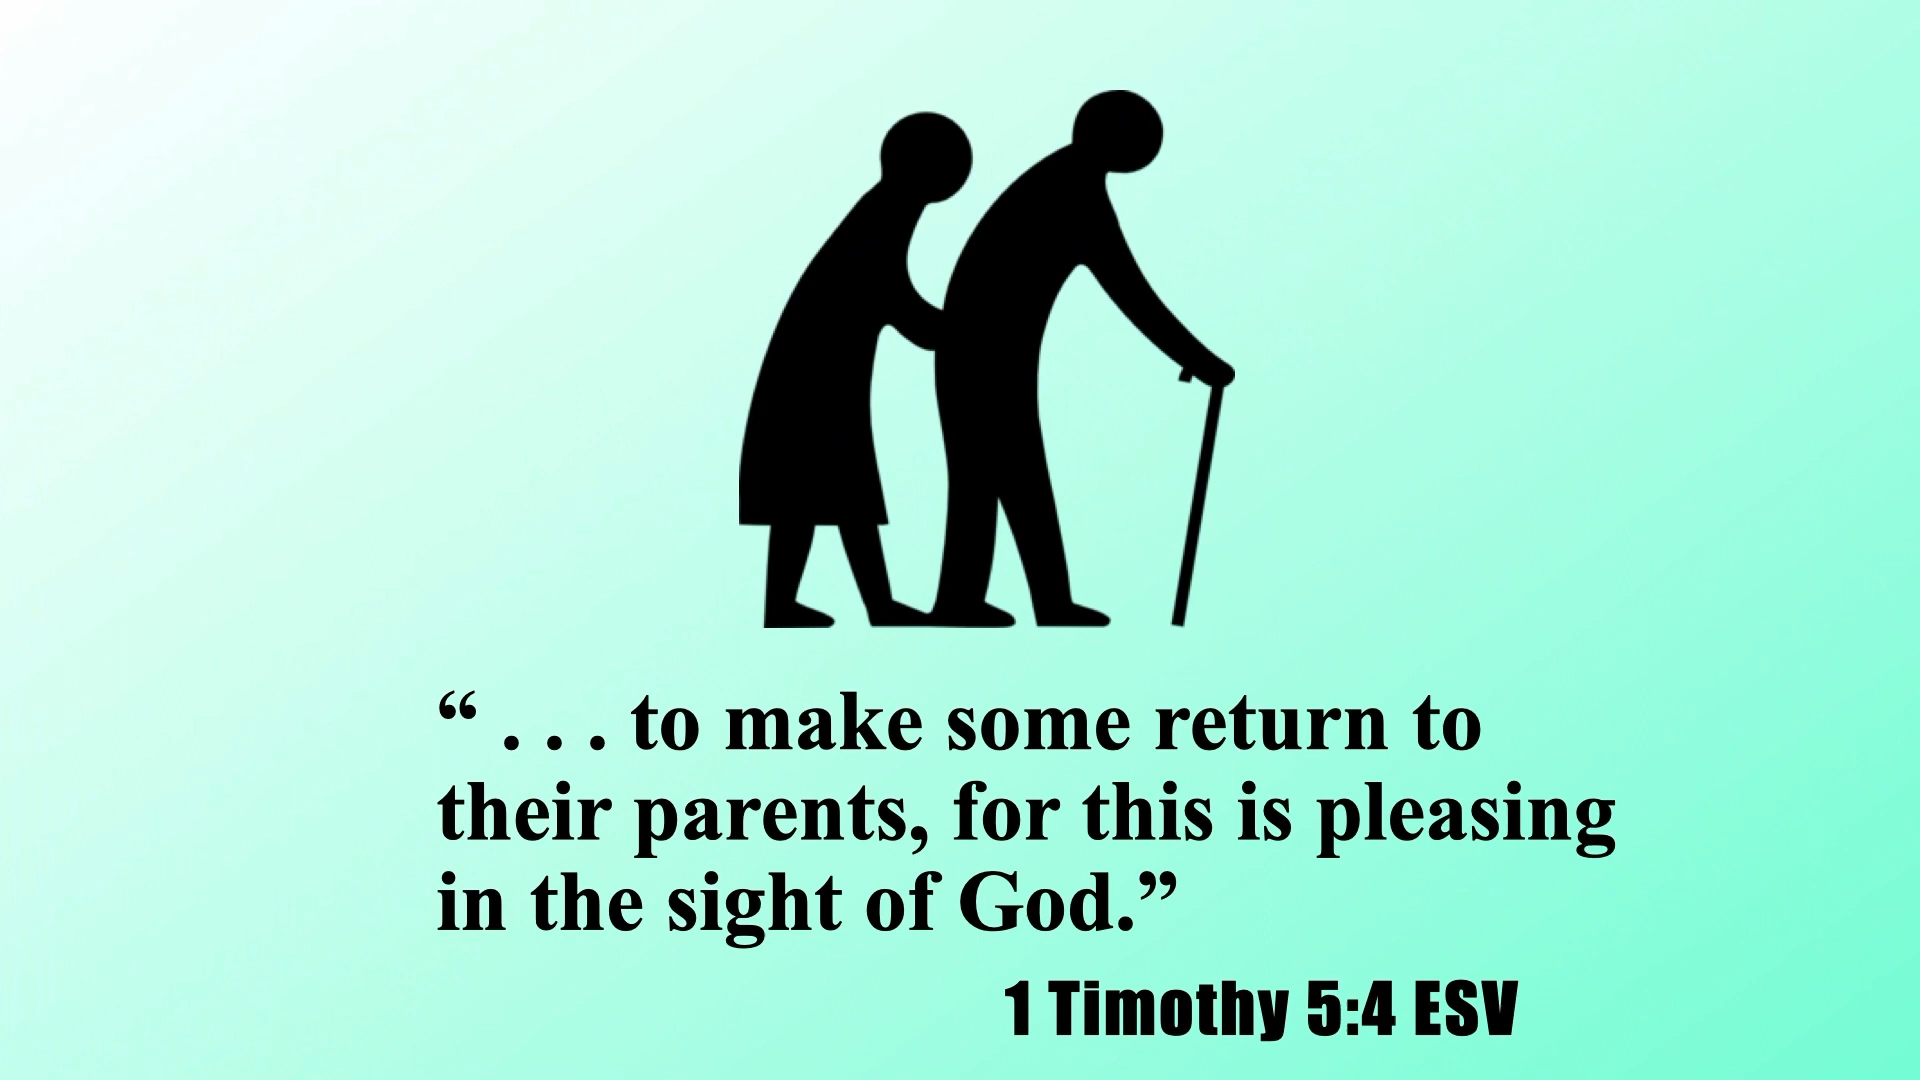 “ . . . to make some return to
their parents, for this is pleasing
in the sight of God.”
1 Timothy 5:4 ESV